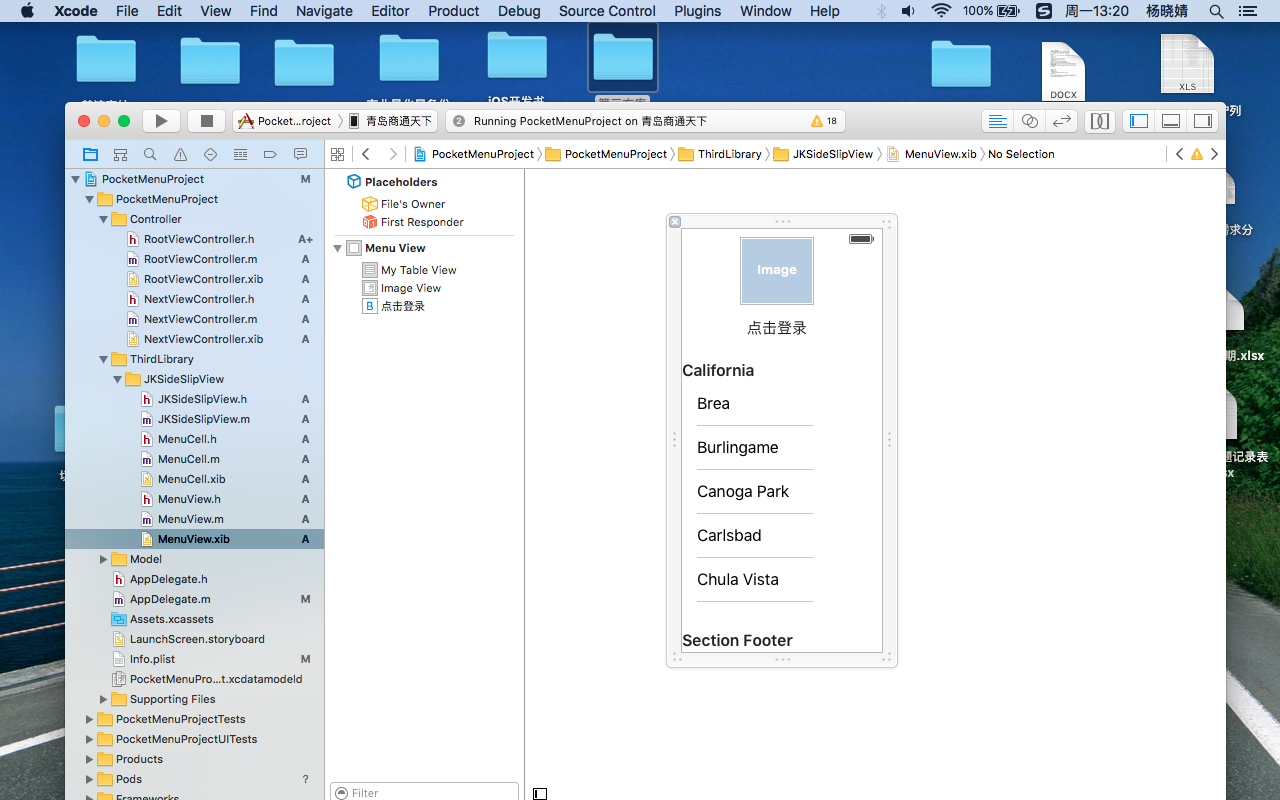 Xcode File Edit View Find Navigate Editor Product Debug Source Control Plugins Window Help 100% 周一13:20 杨晓婧
iOS开发书
DOCX
XLS
Pocket...roject 青岛商通天下 2 Running PocketMenuProject on 青岛商通天下 18
PocketMenuProject PocketMenuProject ThirdLibrary JKSideSlipView MenuView.xib No Selection
PocketMenuProject M
PocketMenuProject
Controller
RootViewController.h A+
RootViewController.m A
RootViewController.xib A
NextViewController.h A
NextViewController.m A
NextViewController.xib A
ThirdLibrary
JKSideSlipView
JKSideSlipView.h A
JKSideSlipView.m A
MenuCell.h A
MenuCell.m A
MenuCell.xib A
MenuView.h A
MenuView.m A
MenuView.xib A
Model
AppDelegate.h
AppDelegate.m M
Assets.xcassets
LaunchScreen.storyboard
Info.plist M
PocketMenuPro...t.xcdatamodeld
Supporting Files
PocketMenuProjectTests
PocketMenuProjectUITests
Products
Pods ?
Frameworks
Placeholders
File's Owner
First Responder
Menu View
My Table View
Image View
B 点击登录
Filter
Image
点击登录
California
Brea
Burlingame
Canoga Park
Carlsbad
Chula Vista
Section Footer
求分
.xlsx
记录表